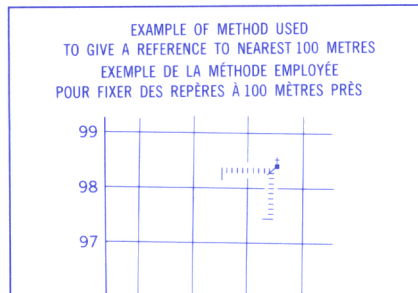 EXAMPLE OF METHOD USED
TO GIVE A REFERENCE TO NEAREST 100 METRES
EXEMPLE DE LA MÉTHODE EMPLOYÉE
POUR FIXER DES REPÈRES À 100 MÈTRES PRÈS
99
98
97